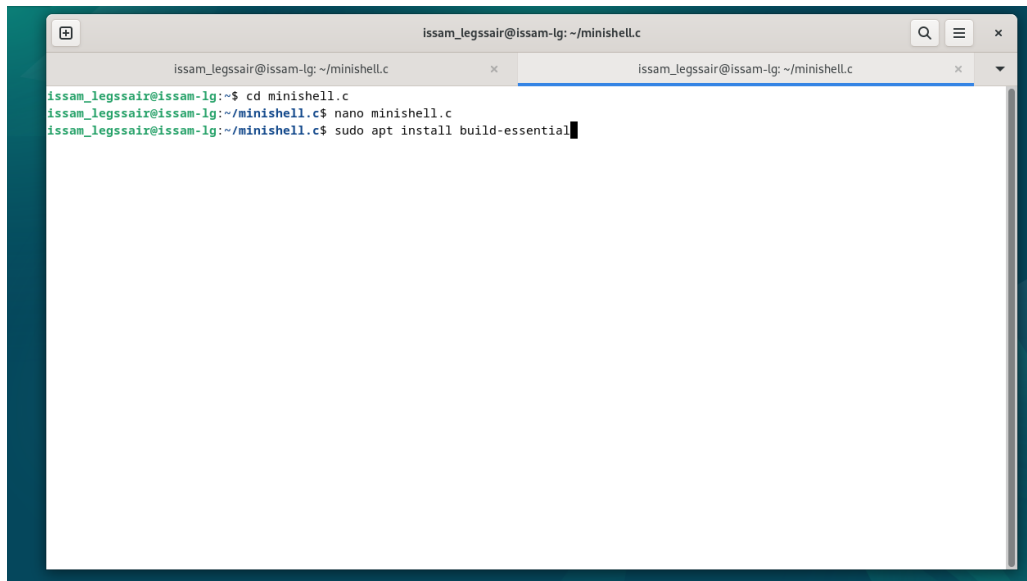 issam_legssair@issam-lg: ~/minishell.c
issam_legssair@issam-lg: ~/minishell.c
issam_legssair@issam-lg: ~/minishell.c
issam_legssair@issam-lg:~$ cd minishell.c
issam_legssair@issam-lg:~/minishell.c$ nano minishell.c
issam_legssair@issam-lg:~/minishell.c$ sudo apt install build-essential